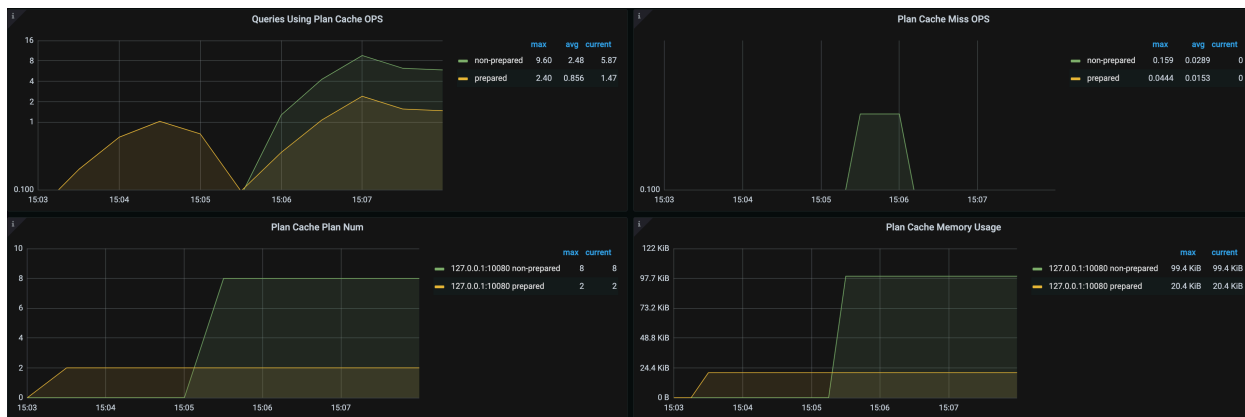 Queries Using Plan Cache OPS
16
8
4
2
1
0.100
15:03 15:04 15:05 15:06 15:07
max avg current
non-prepared 9.60 2.48 5.87
prepared 2.40 0.856 1.47
Plan Cache Miss OPS
0.100
15:03 15:04 15:05 15:06 15:07
max avg current
non-prepared 0.159 0.0289 0
prepared 0.0444 0.0153 0
Plan Cache Plan Num
10
8
6
4
2
0
15:03 15:04 15:05 15:06 15:07
max current
127.0.0.1:10080 non-prepared 8 8
127.0.0.1:10080 prepared 2 2
Plan Cache Memory Usage
122 KiB
97.7 KiB
73.2 KiB
48.8 KiB
24.4 KiB
0 B
15:03 15:04 15:05 15:06 15:07
max current
127.0.0.1:10080 non-prepared 99.4 KiB 99.4 KiB
127.0.0.1:10080 prepared 20.4 KiB 20.4 KiB